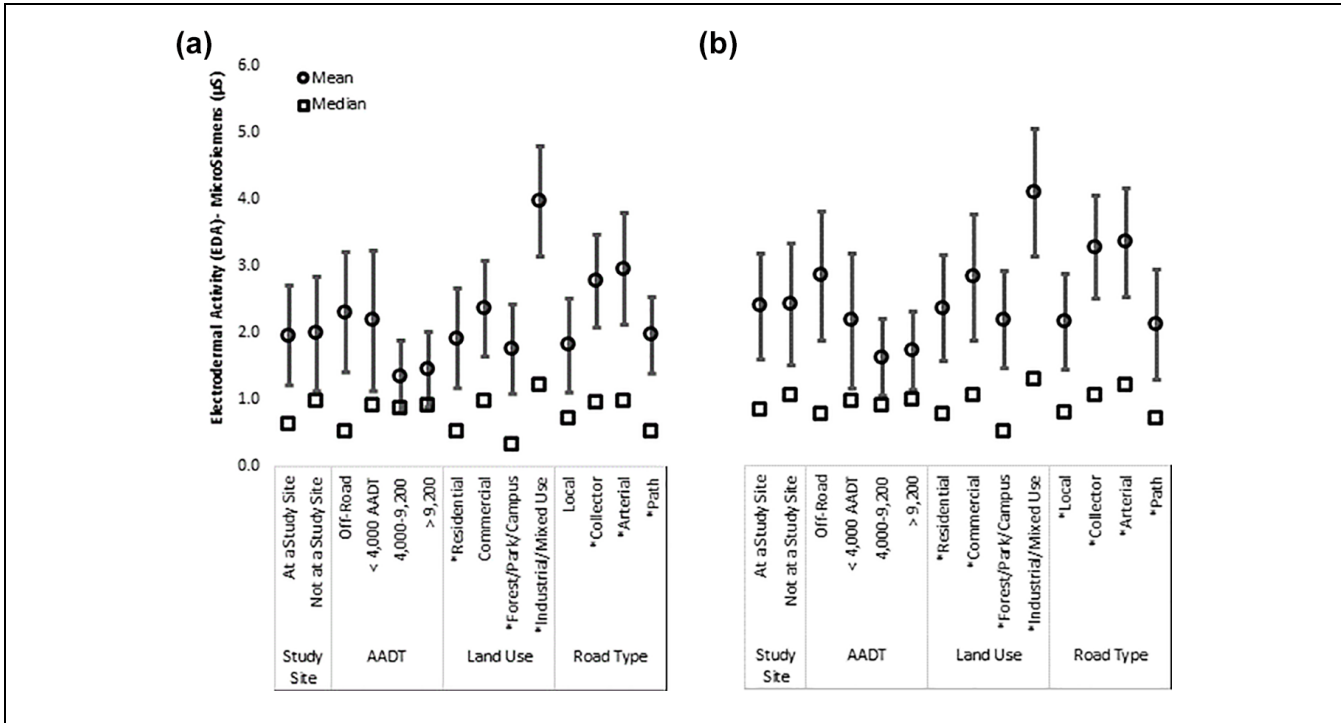 (a)
(b)
Electrodermal Activity (EDA)- MicroSiemens (µS)
6.0
5.0
4.0
3.0
2.0
1.0
0.0
Mean
Median
At a Study Site
Not at a Study Site
Off-Road
< 4,000 AADT
4,000-9,200
> 9,200
*Residential
Commercial
*Forest/Park/Campus
*Industrial/Mixed Use
Local
*Collector
*Arterial
*Path
Study
Site
AADT
Land Use
Road Type
At a Study Site
Not at a Study Site
Off-Road
< 4,000 AADT
4,000-9,200
> 9,200
*Residential
*Commercial
*Forest/Park/Campus
*Industrial/Mixed Use
*Local
*Collector
*Arterial
*Path
Study
Site
AADT
Land Use
Road Type